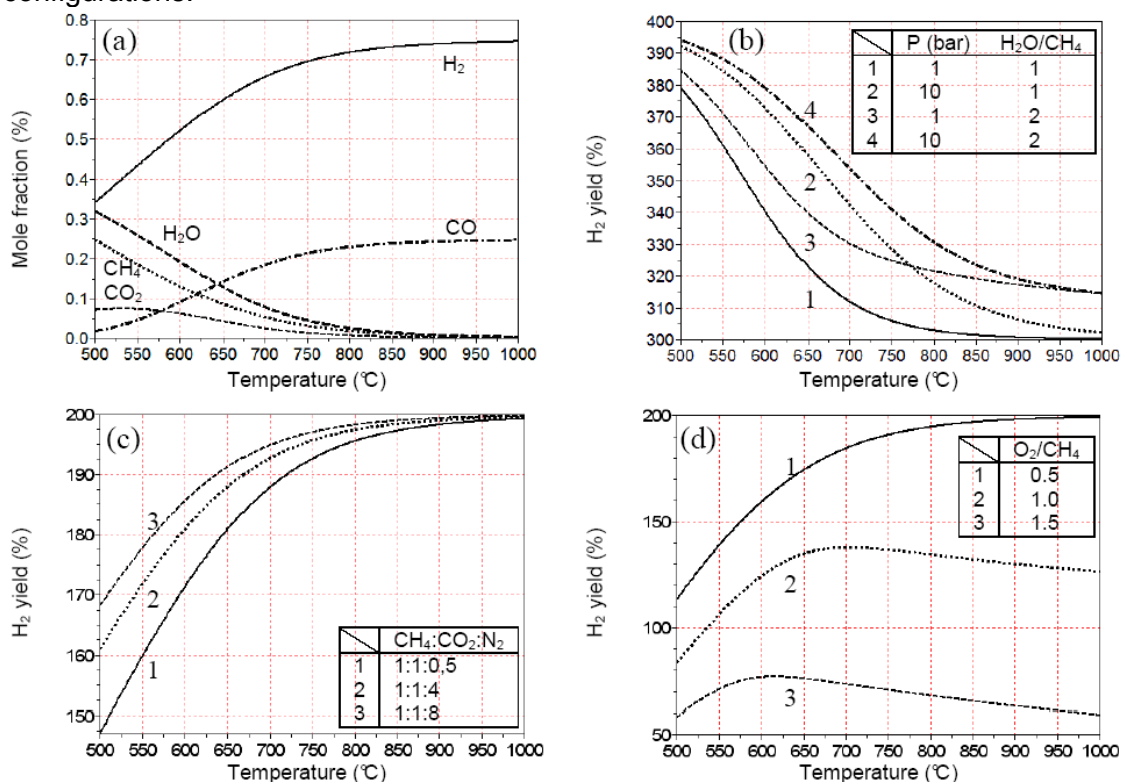 configurations.
(a)
0.8
0.7
0.6
0.5
0.4
0.3
0.2
0.1
0.0
Mole fraction (%)
H2
H2O
CH4
CO2
CO
500 550 600 650 700 750 800 850 900 950 1000
Temperature (°C)
(b)
400
390
380
370
360
350
340
330
320
310
300
H2 yield (%)
P (bar) H2O/CH4
1 1 1
2 10 1
3 1 2
4 10 2
4
2
3
1
500 550 600 650 700 750 800 850 900 950 1000
Temperature (°C)
(c)
200
190
180
170
160
150
H2 yield (%)
3
2
1
CH4:CO2:N2
1 1:1:0,5
2 1:1:4
3 1:1:8
500 550 600 650 700 750 800 850 900 950 1000
Temperature (°C)
(d)
200
150
100
50
H2 yield (%)
1
2
3
O2/CH4
1 0.5
2 1.0
3 1.5
500 550 600 650 700 750 800 850 900 950 1000
Temperature (°C)